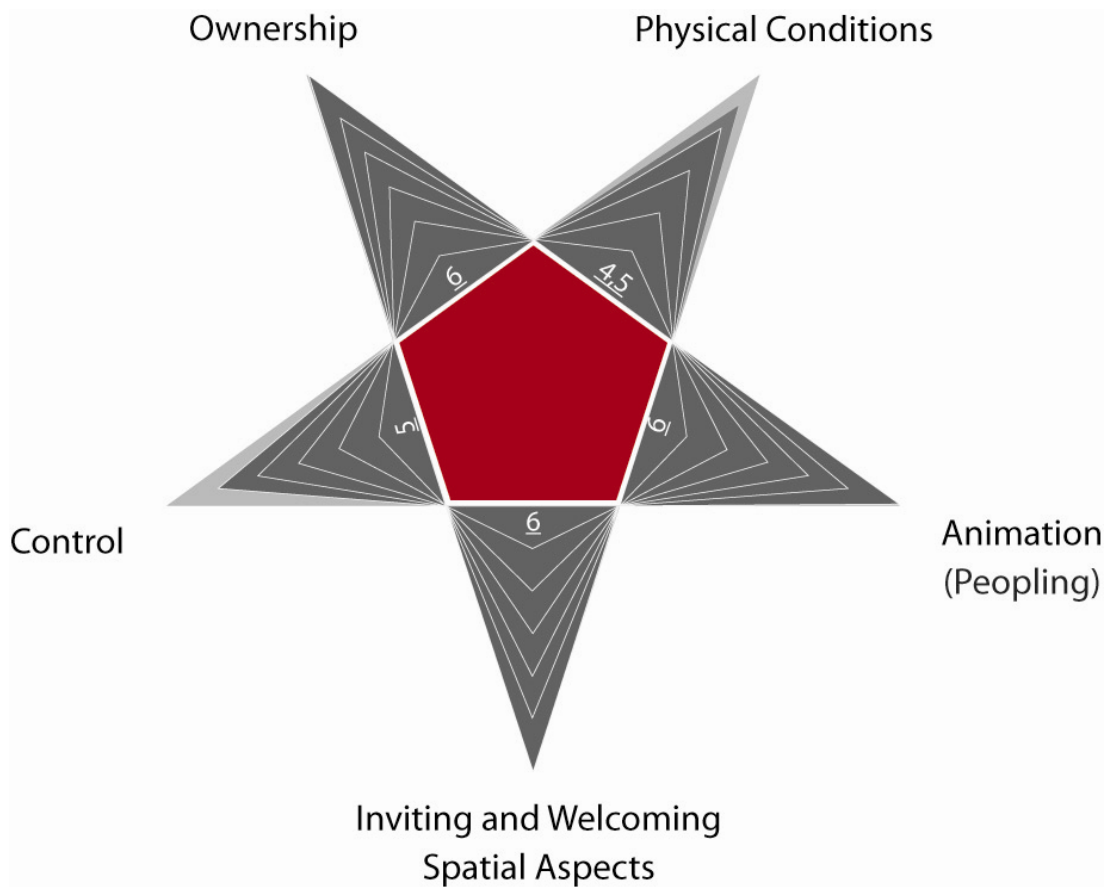 Ownership
Physical Conditions
6
4,5
5
6
6
Control
Animation
(Peopling)
Inviting and Welcoming
Spatial Aspects